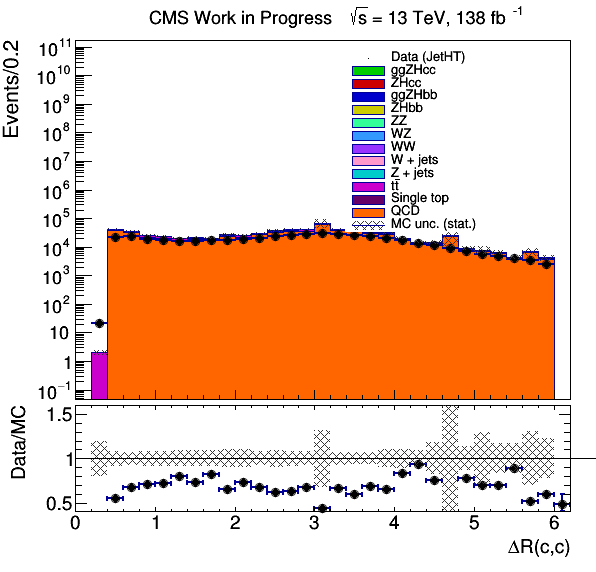 CMS Work in Progress √s = 13 TeV, 138 fb⁻¹
Events/0.2
10¹¹
10¹⁰
10⁹
10⁸
10⁷
10⁶
10⁵
10⁴
10³
10²
10
1
10⁻¹
Data (JetHT)
ggZHcc
ZHcc
ggZHbb
ZHbb
ZZ
WZ
WW
W + jets
Z + jets
tt̄
Single top
QCD
MC unc. (stat.)
Data/MC
1.5
1
0.5
0 1 2 3 4 5 6
ΔR(c,c)